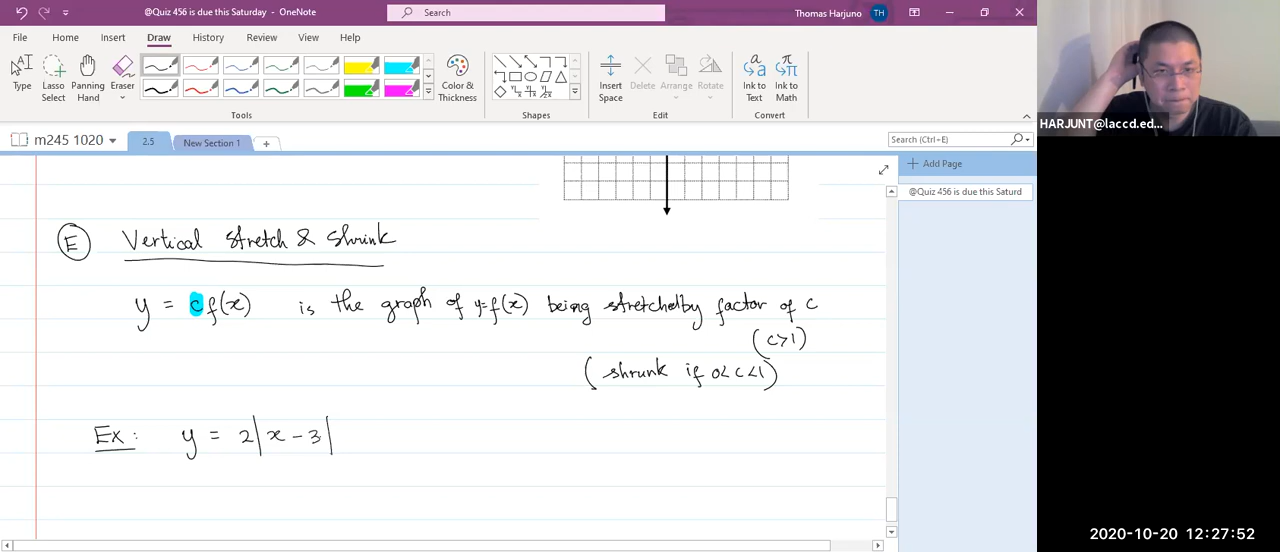 @Quiz 456 is due this Saturday - OneNote
Search
Thomas Harjuno TH
File Home Insert Draw History Review View Help
Type
Lasso Select
Panning Hand
Eraser
Color & Thickness
Insert Space
Delete
Arrange
Rotate
Ink to Text
Ink to Math
Tools Shapes Edit Convert
m245 1020 2.5 New Section 1
Search (Ctrl+E)
Add Page
@Quiz 456 is due this Saturd
HARJUNT@laccd.ed...
E Vertical stretch & shrink
y = cf(x) is the graph of y=f(x) being stretched by factor of c
(c>1)
(shrunk if 0<c<1)
Ex: y = 2|x-3|
2020-10-20 12:27:52